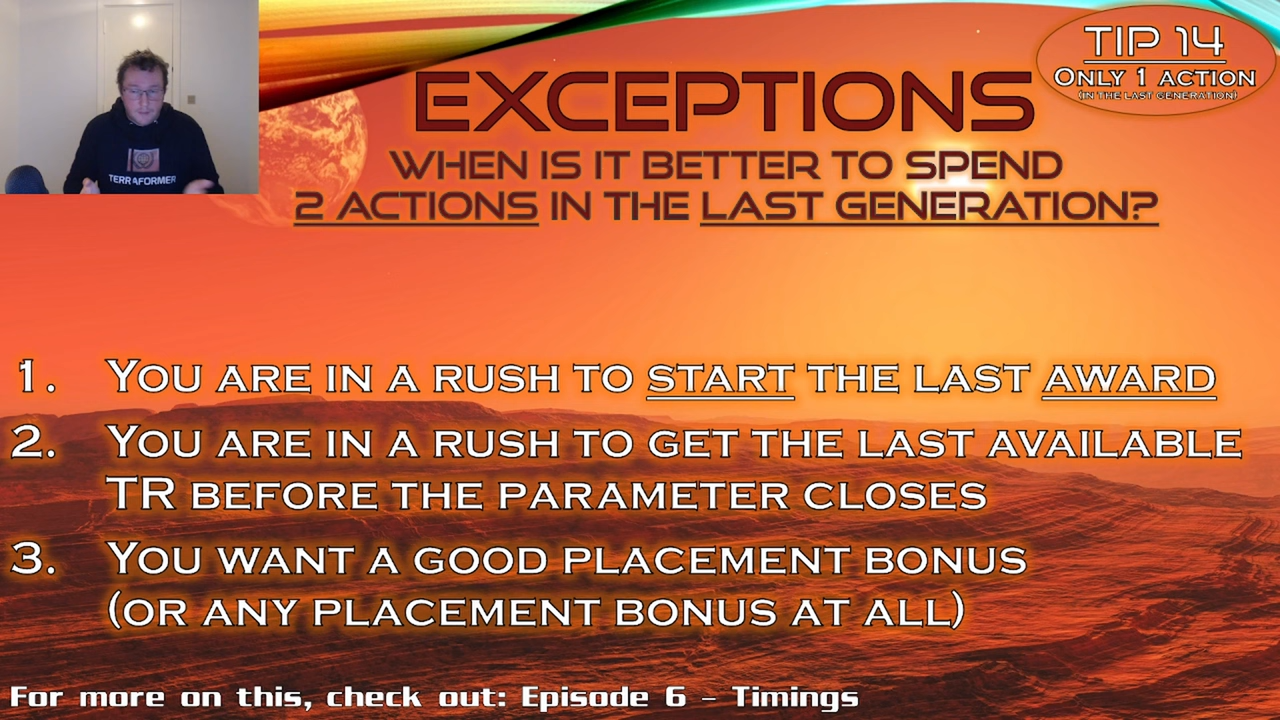 TIP 14
ONLY 1 ACTION
(IN THE LAST GENERATION)
EXCEPTIONS
WHEN IS IT BETTER TO SPEND
2 ACTIONS IN THE LAST GENERATION?
TERRAFORMER
1. YOU ARE IN A RUSH TO START THE LAST AWARD
2. YOU ARE IN A RUSH TO GET THE LAST AVAILABLE
TR BEFORE THE PARAMETER CLOSES
3. YOU WANT A GOOD PLACEMENT BONUS
(OR ANY PLACEMENT BONUS AT ALL)
For more on this, check out: Episode 6 - Timings